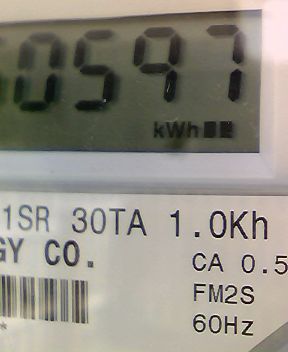 0597
kWh
1SR 30TA 1.0Kh
GY CO.
CA 0.5
FM2S
60Hz